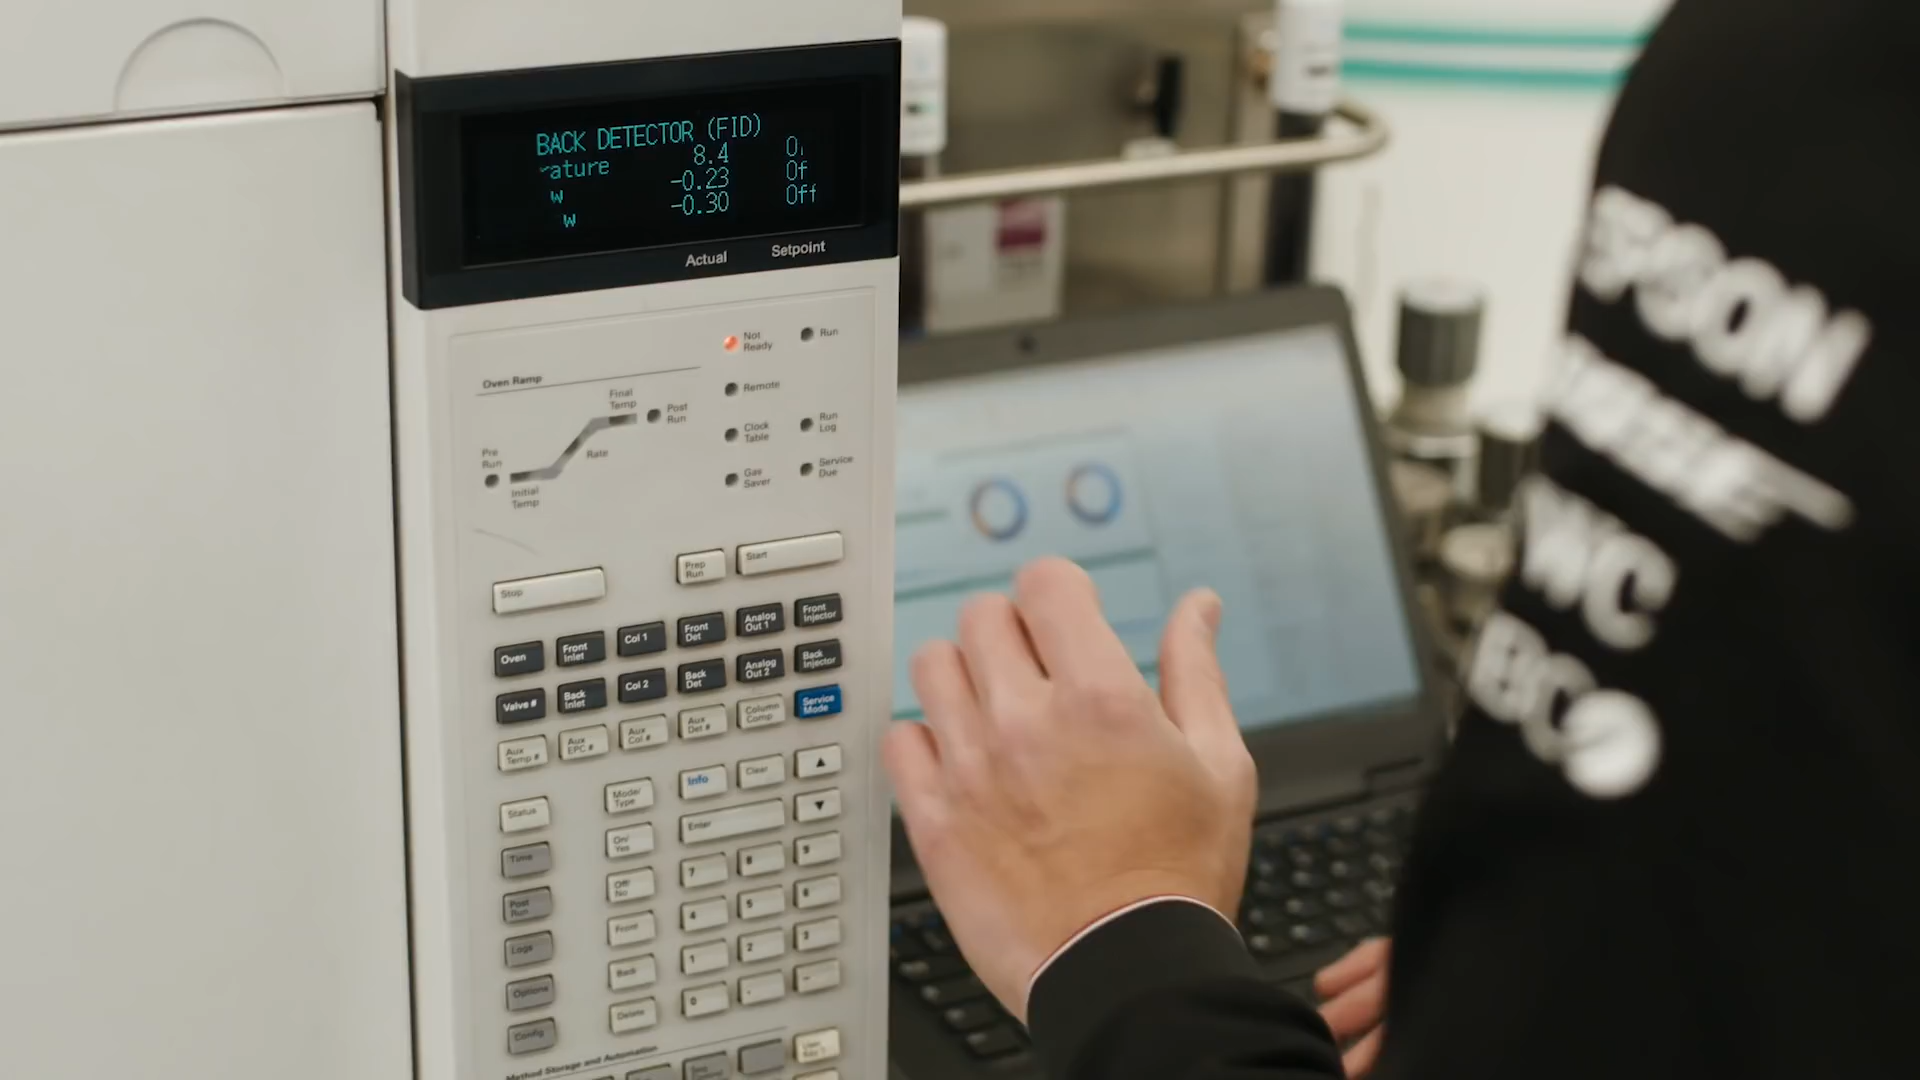 BACK DETECTOR (FID)
ature 8.4
w -0.23 Of
w -0.30 Off
Actual Setpoint
Not Ready
Run
Remote
Oven Ramp
Final Temp
Post Run
Clock Table
Run Log
Pre Run
Rate
Initial Temp
Gas Saver
Service Due
Stop
Prep Run
Start
Oven
Front Inlet
Col 1
Front Det
Analog Out 1
Front Injector
Valve #
Back Inlet
Col 2
Back Det
Analog Out 2
Back Injector
Aux Temp #
Aux EPC #
Aux Col #
Aux Det #
Column Comp
Service Mode
Status
Mode/ Type
Info
Clear
▲
Time
On/ Yes
Enter
▼
Post Run
Off/ No
7
8
9
Logs
Front
4
5
6
Options
Back
1
2
3
Config
Delete
0
.
-
Method Storage and Automation